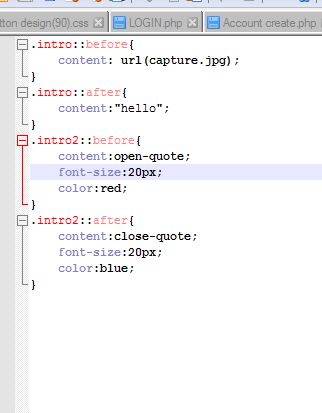 tton design(90).css LOGIN.php Account create.php
.intro::before{
content: url(capture.jpg);
}
.intro::after{
content:"hello";
}
.intro2::before{
content:open-quote;
font-size:20px;
color:red;
}
.intro2::after{
content:close-quote;
font-size:20px;
color:blue;
}